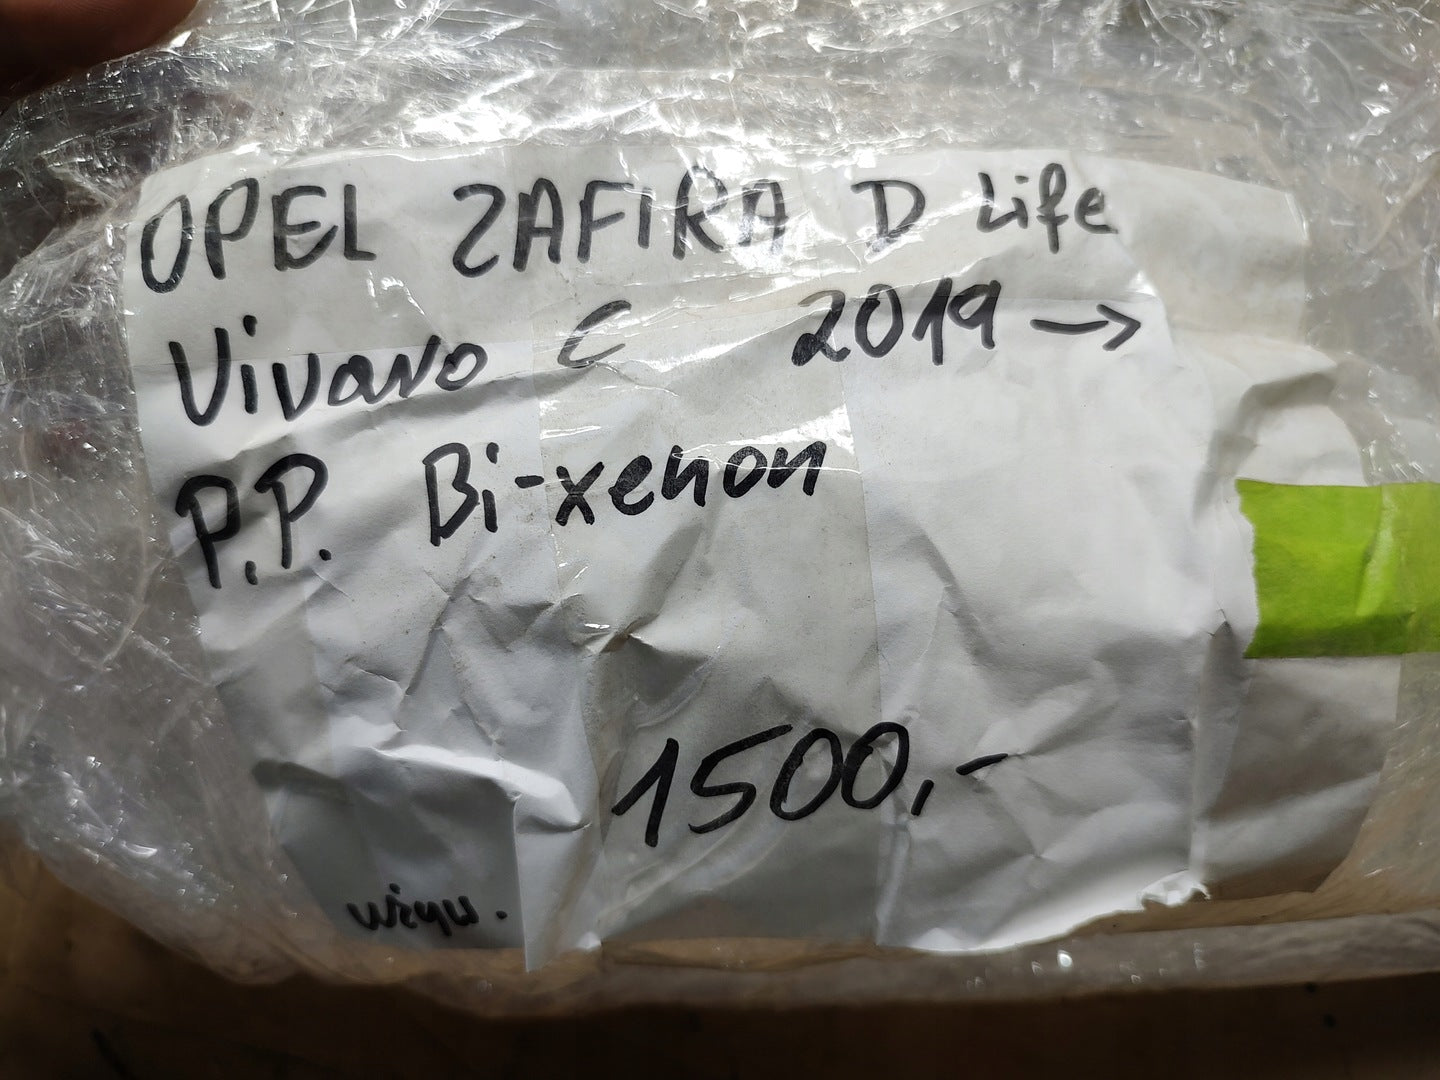 OPEL ZAFIRA D Life
Vivaro C 2019 →
P.P. Bi-xenon
1500,-